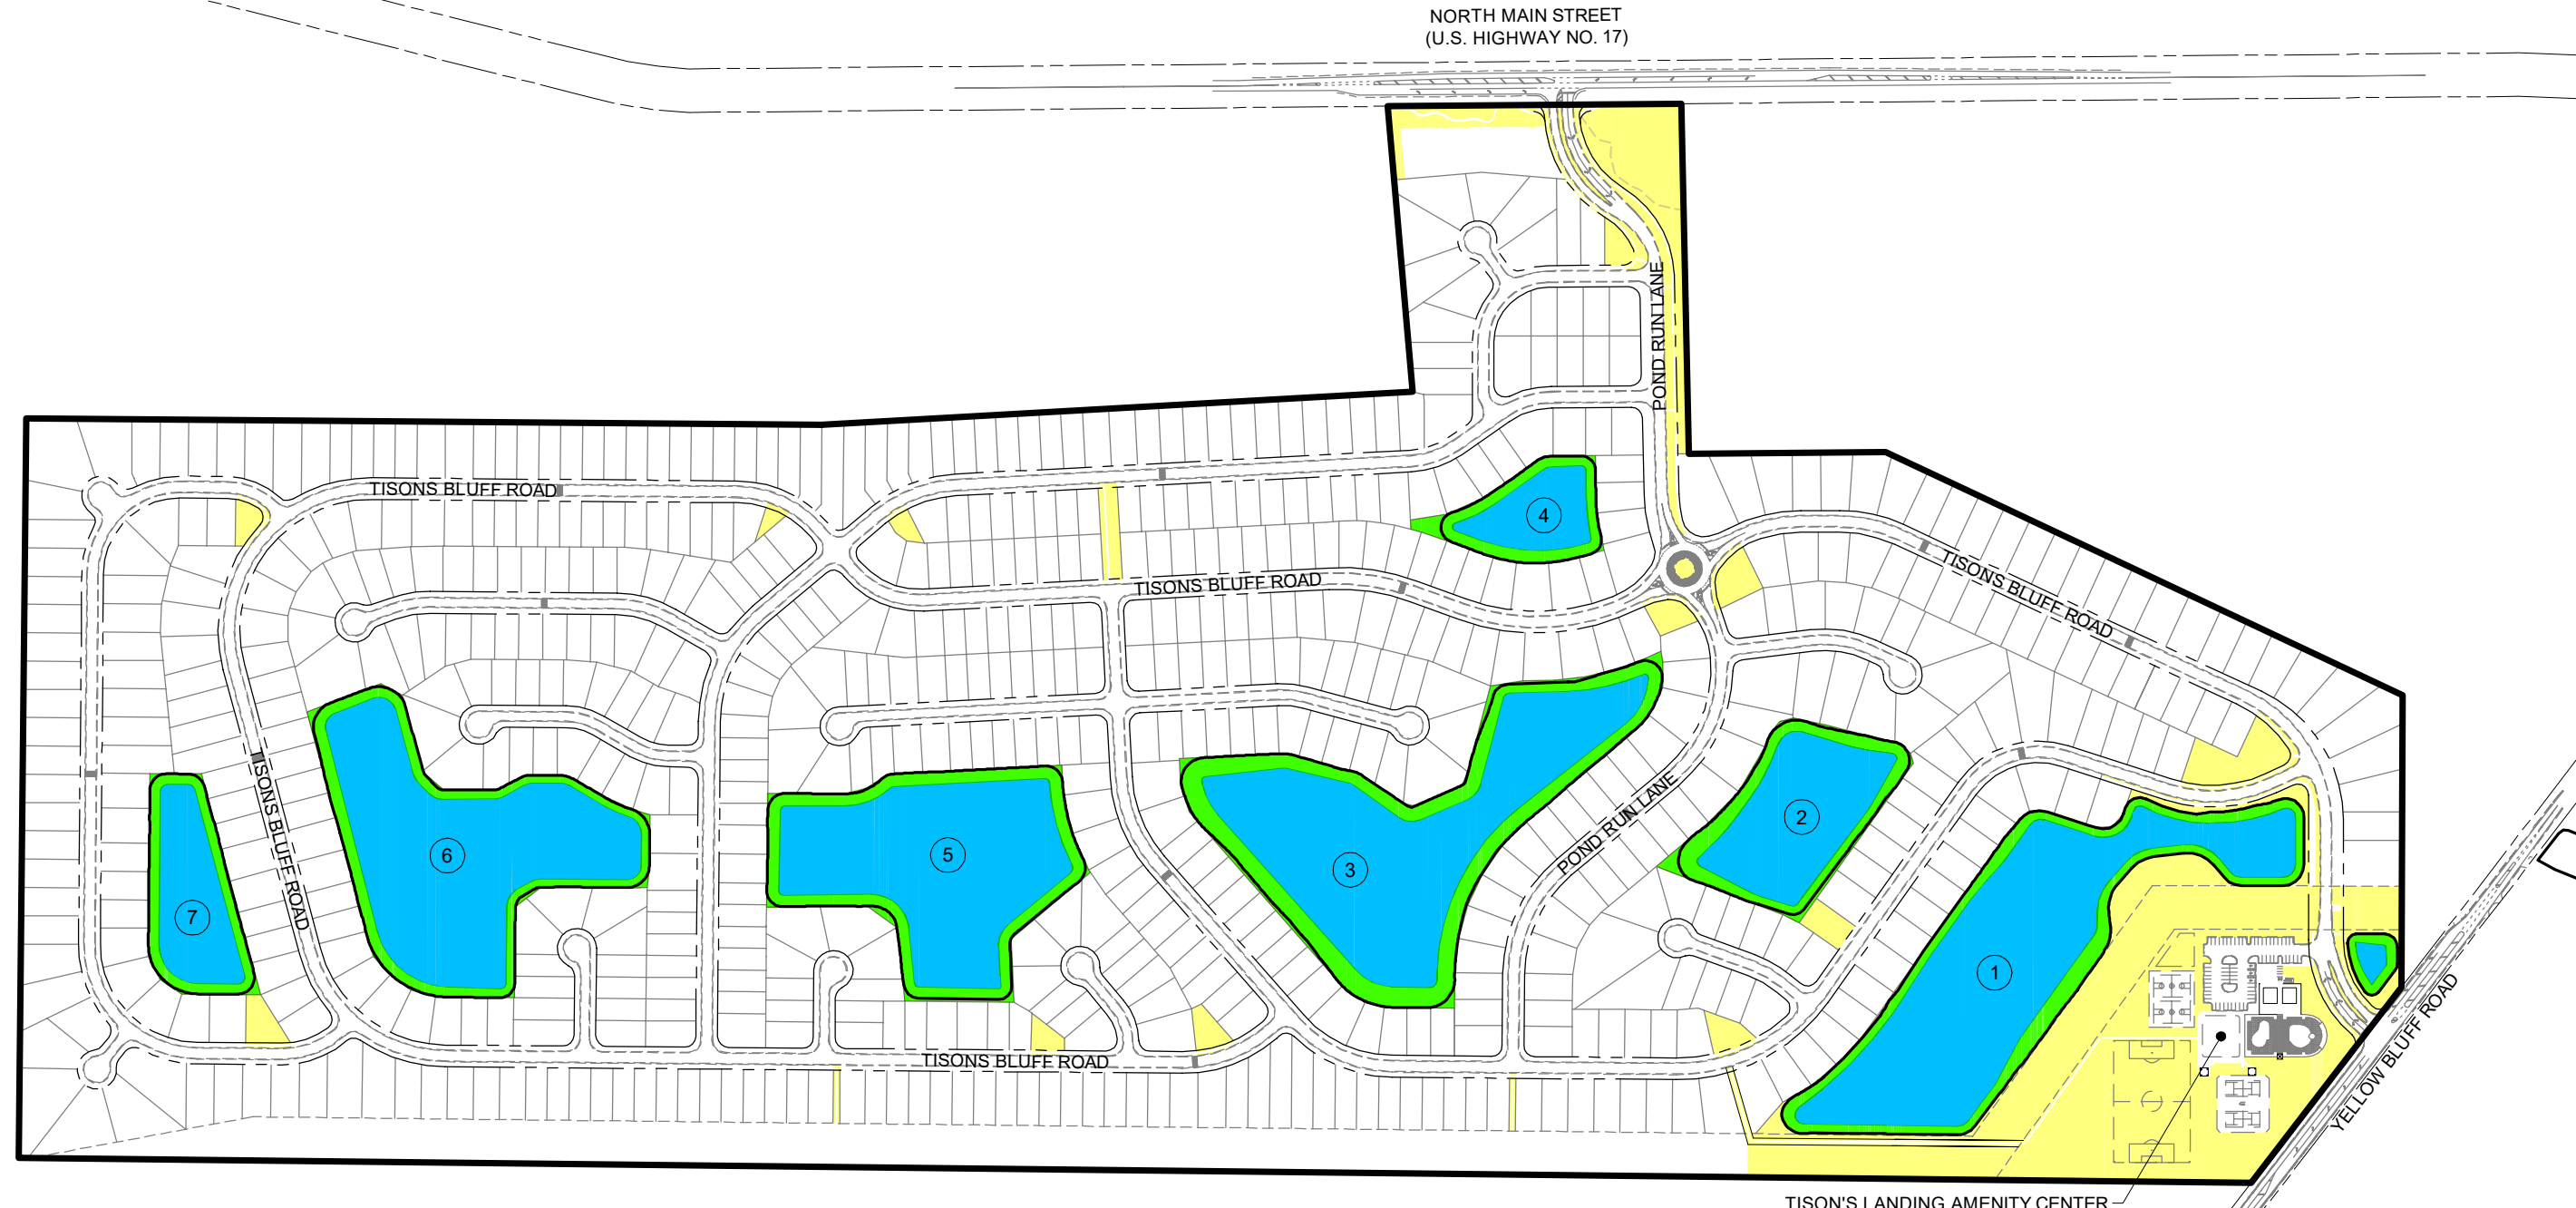 NORTH MAIN STREET
(U.S. HIGHWAY NO. 17)
POND RUN LANE
TISONS BLUFF ROAD
4
TISONS BLUFF ROAD
TISONS BLUFF ROAD
TISONS BLUFF ROAD
POND RUN LANE
2
6
5
3
7
1
TISONS BLUFF ROAD
YELLOW BLUFF ROAD
TISON'S LANDING AMENITY CENTER